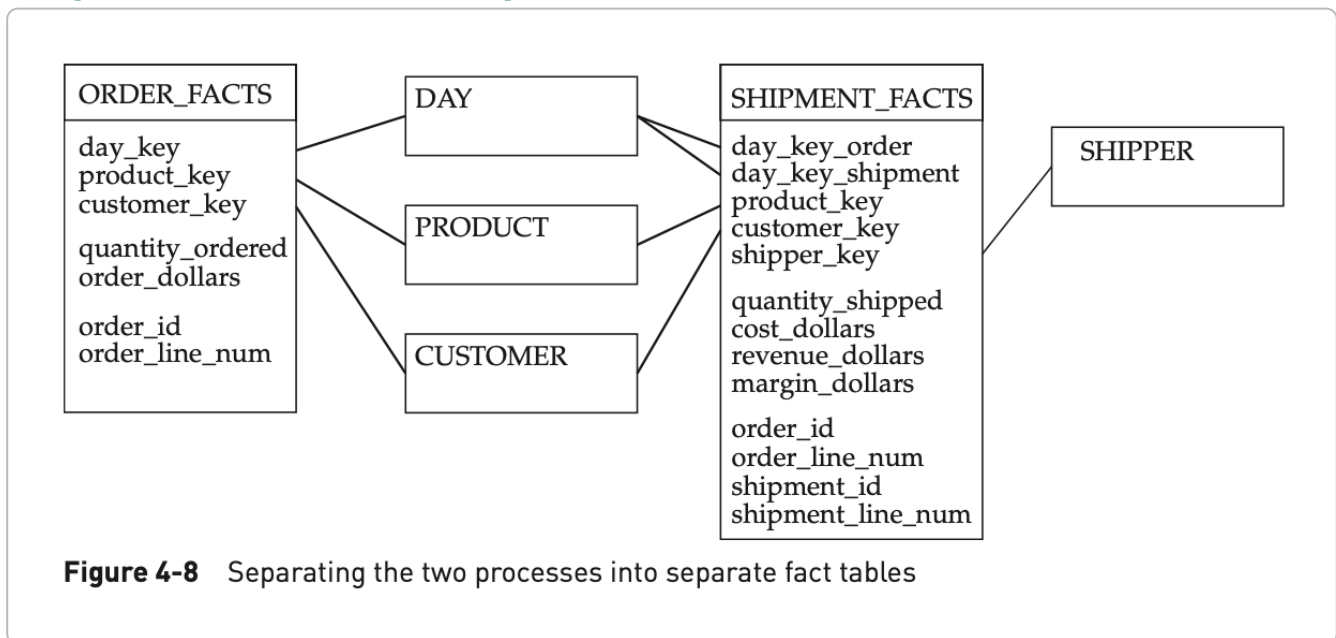 ORDER_FACTS
day_key
product_key
customer_key
quantity_ordered
order_dollars
order_id
order_line_num
DAY
PRODUCT
CUSTOMER
SHIPMENT_FACTS
day_key_order
day_key_shipment
product_key
customer_key
shipper_key
quantity_shipped
cost_dollars
revenue_dollars
margin_dollars
order_id
order_line_num
shipment_id
shipment_line_num
SHIPPER
Figure 4-8 Separating the two processes into separate fact tables